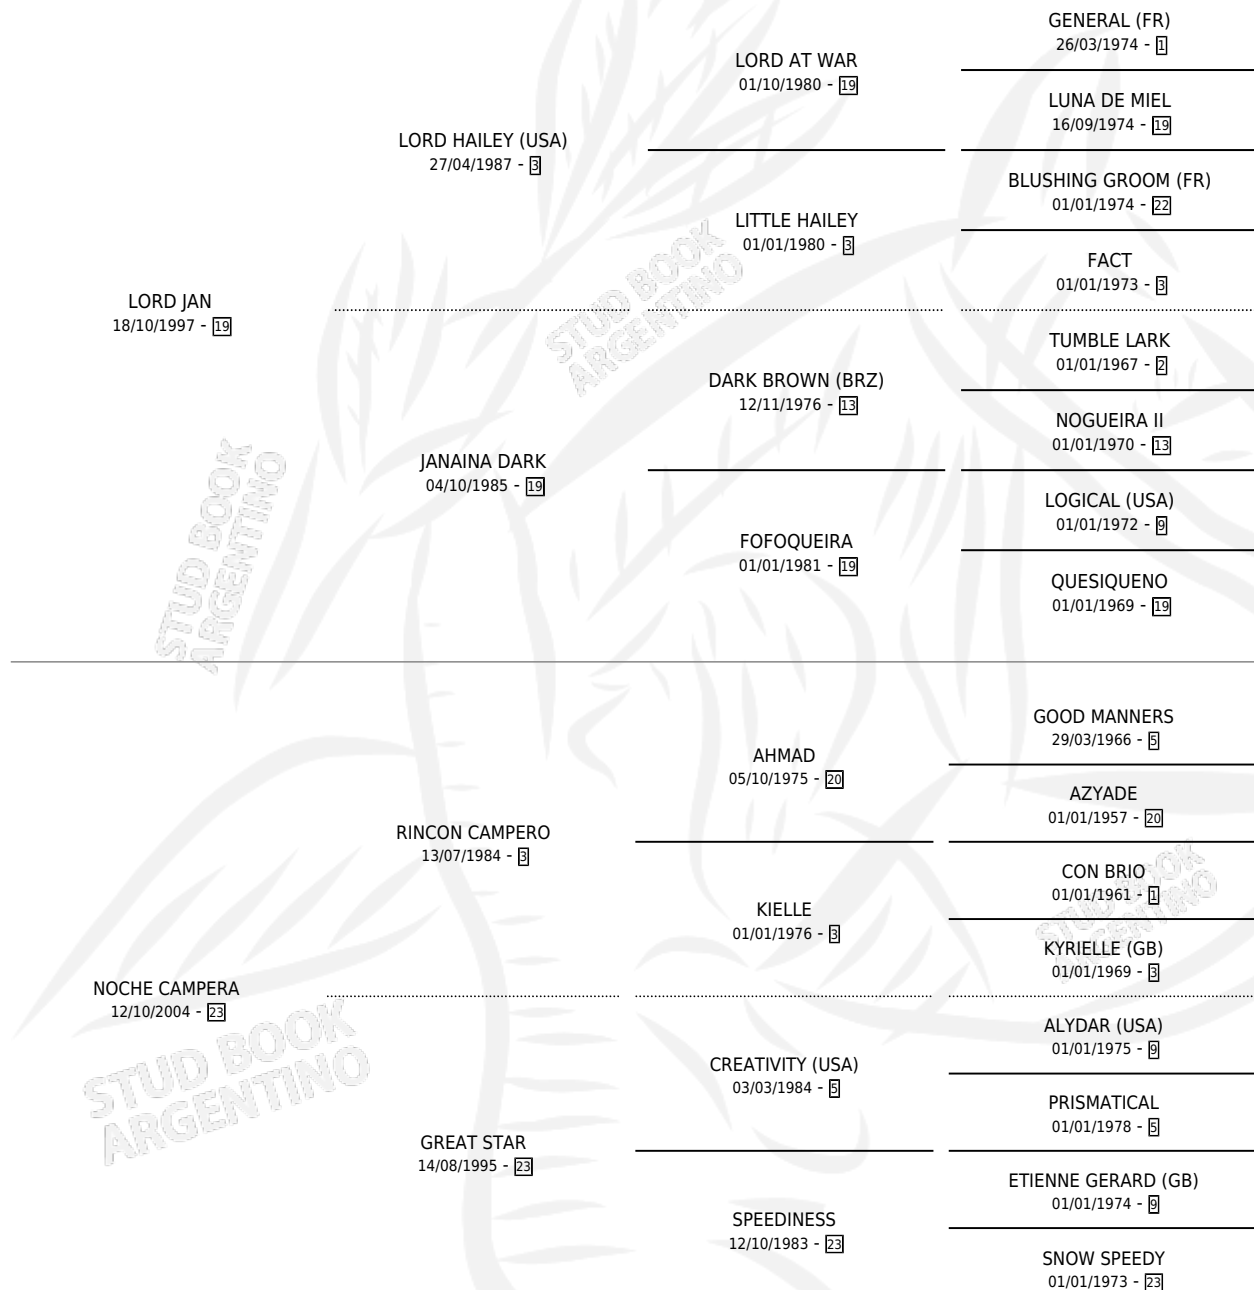 GENERAL (FR)
26/03/1974 - 1
LORD AT WAR
01/10/1980 - 19
LUNA DE MIEL
16/09/1974 - 19
LORD HAILEY (USA)
27/04/1987 - 3
BLUSHING GROOM (FR)
01/01/1974 - 22
LITTLE HAILEY
01/01/1980 - 3
FACT
01/01/1973 - 3
LORD JAN
18/10/1997 - 19
STUD BOOK
ARGENTINO
TUMBLE LARK
01/01/1967 - 2
DARK BROWN (BRZ)
12/11/1976 - 13
NOGUEIRA II
01/01/1970 - 13
JANAINA DARK
04/10/1985 - 19
LOGICAL (USA)
01/01/1972 - 9
FOFOQUEIRA
01/01/1981 - 19
QUESIQUENO
01/01/1969 - 19
STUD BOOK
ARGENTINO
GOOD MANNERS
29/03/1966 - 5
AHMAD
05/10/1975 - 20
AZYADE
01/01/1957 - 20
RINCON CAMPERO
13/07/1984 - 3
CON BRIO
01/01/1961 - 1
KIELLE
01/01/1976 - 3
STUD BOOK
ARGENTINO
KYRIELLE (GB)
01/01/1969 - 3
NOCHE CAMPERA
12/10/2004 - 23
ALYDAR (USA)
01/01/1975 - 9
CREATIVITY (USA)
03/03/1984 - 5
STUD BOOK
ARGENTINO
PRISMATICAL
01/01/1978 - 5
GREAT STAR
14/08/1995 - 23
ETIENNE GERARD (GB)
01/01/1974 - 9
SPEEDINESS
12/10/1983 - 23
SNOW SPEEDY
01/01/1973 - 23